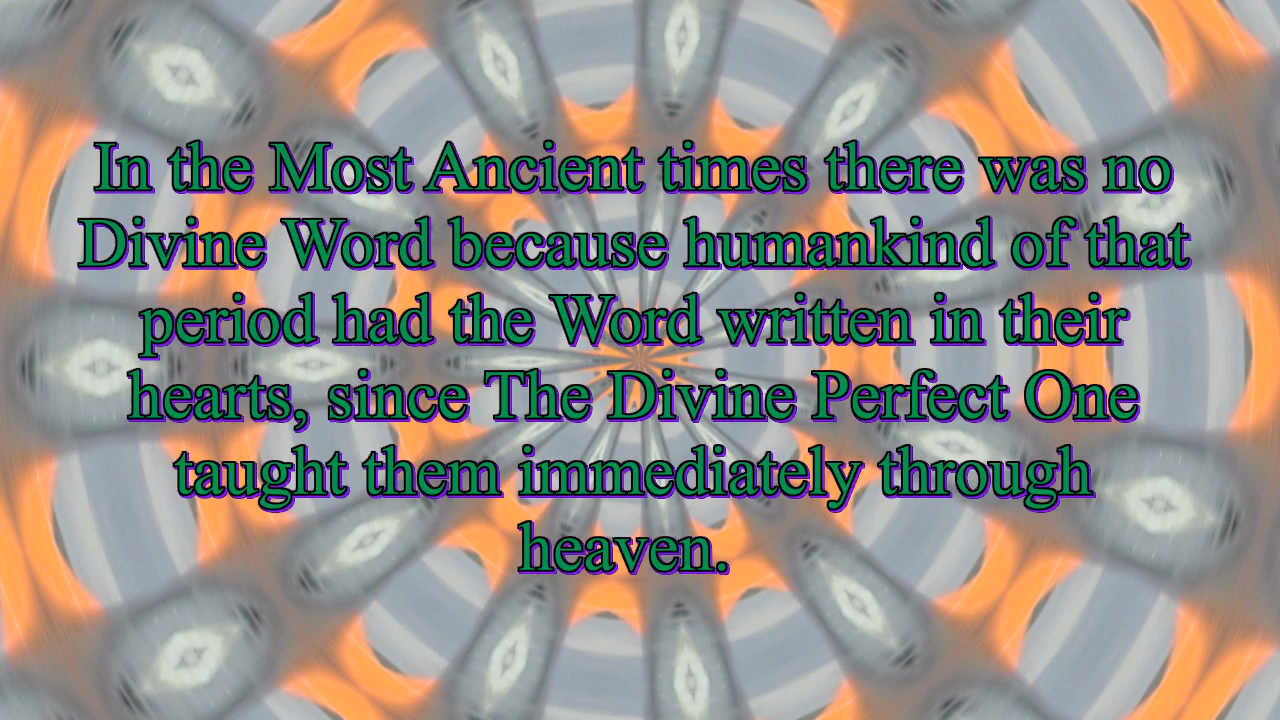 In the Most Ancient times there was no
Divine Word because humankind of that
period had the Word written in their
hearts, since The Divine Perfect One
taught them immediately through
heaven.